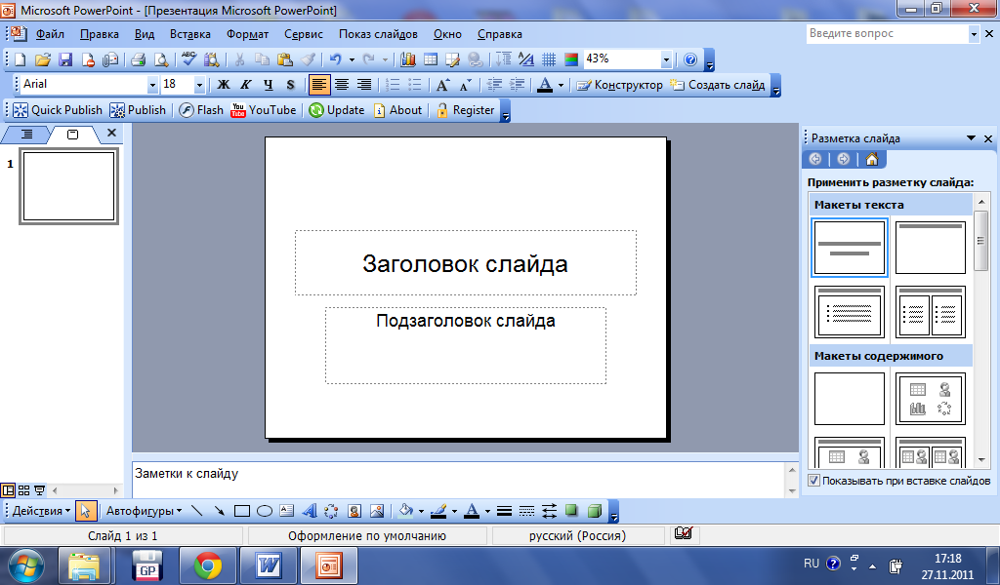 Microsoft PowerPoint - [Презентация Microsoft PowerPoint]
Файл Правка Вид Вставка Формат Сервис Показ слайдов Окно Справка Введите вопрос
43%
Arial 18 Ж К Ч S Конструктор Создать слайд
Quick Publish Publish Flash YouTube Update About Register
Разметка слайда
1
Применить разметку слайда:
Макеты текста
Заголовок слайда
Подзаголовок слайда
Макеты содержимого
Заметки к слайду
Показывать при вставке слайдов
Действия Автофигуры
Слайд 1 из 1 Оформление по умолчанию русский (Россия)
GP
RU 17:18
27.11.2011